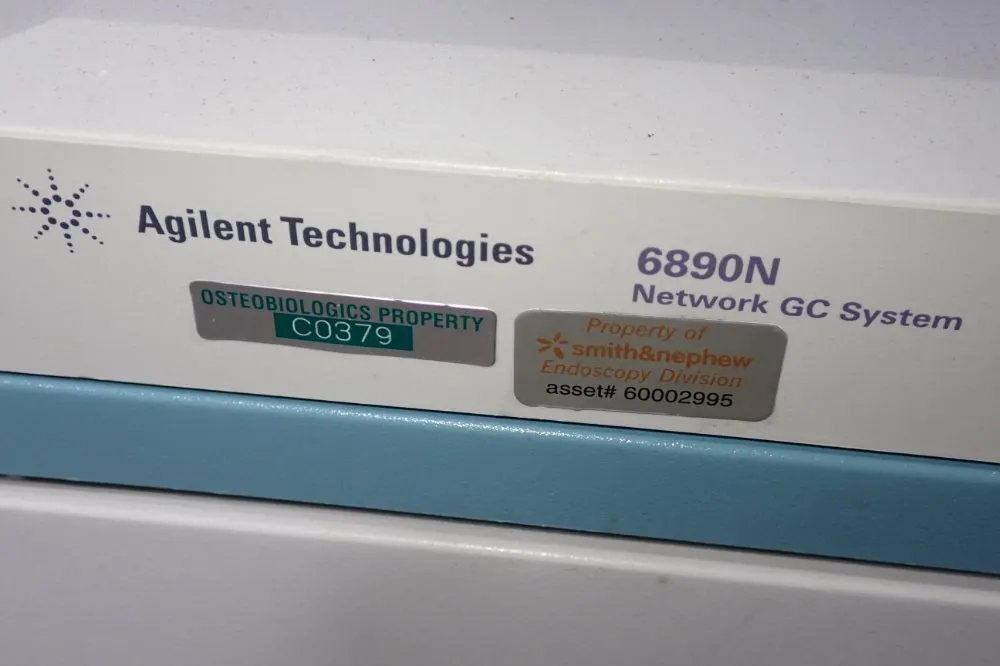 Agilent Technologies
6890N
Network GC System
OSTEOBIOLOGICS PROPERTY
C0379
Property of
smith&nephew
Endoscopy Division
asset# 60002995